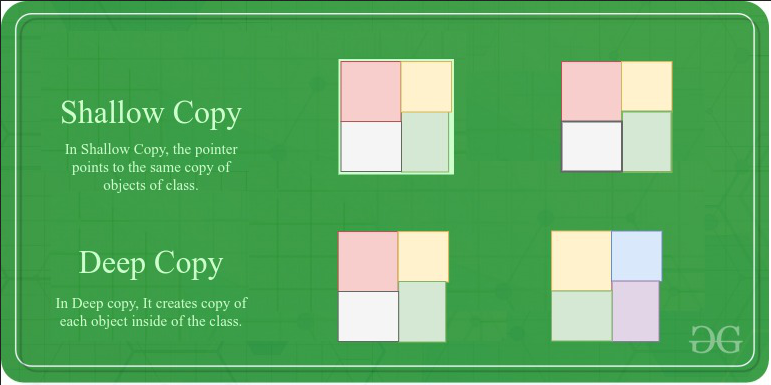 Shallow Copy
In Shallow Copy, the pointer
points to the same copy of
objects of class.
Deep Copy
In Deep copy, It creates copy of
each object inside of the class.